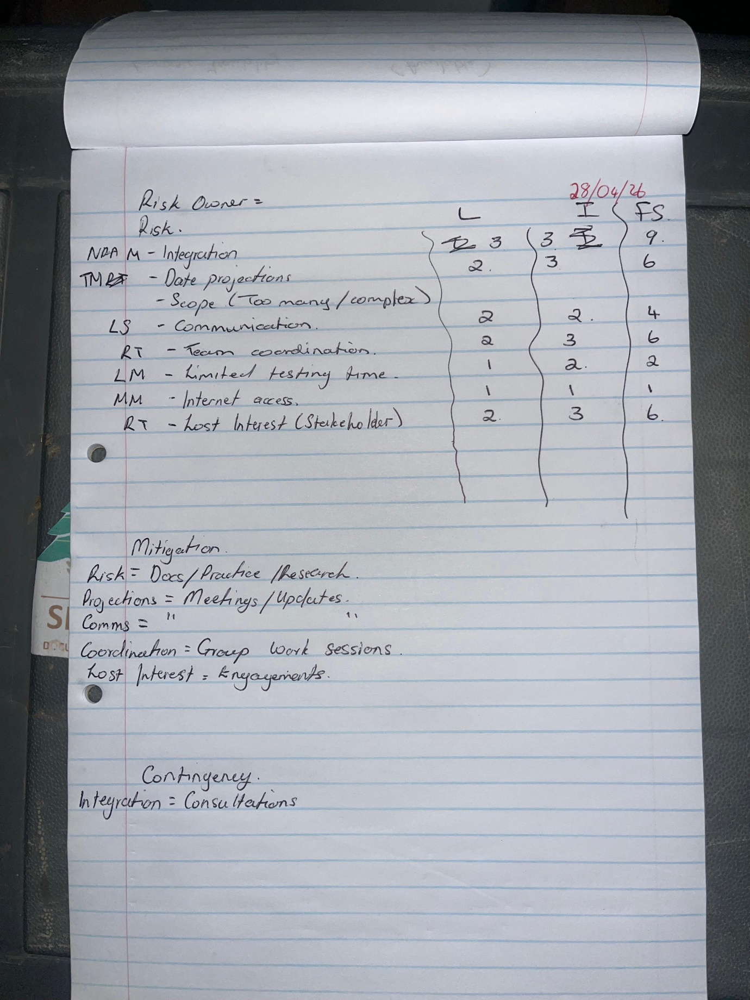 28/04/26
Risk Owner =
L I FS.
Risk.
3 3 9.
NDA M - Integration
2. 3 6
TM - Date projections
- Scope (Too many/complex)
2 2. 4
LS - Communication.
2 3 6
RT - Team coordination.
1 2. 2
LM - Limited testing time.
1 1 1
MM - Internet access.
2. 3 6.
RT - Lost Interest (Stakeholder)
Mitigation.
Risk = Docs/Practice/Research.
Projections = Meetings/Updates.
Comms = " "
Coordination = Group work sessions.
Lost Interest = Engagements.
Contingency.
Integration = Consultations